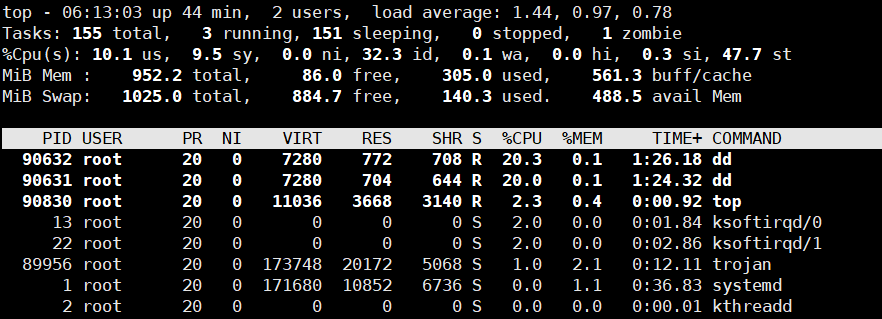 top - 06:13:03 up 44 min,  2 users,  load average: 1.44, 0.97, 0.78
Tasks: 155 total,   3 running, 151 sleeping,   0 stopped,   1 zombie
%Cpu(s): 10.1 us,  9.5 sy,  0.0 ni, 32.3 id,  0.1 wa,  0.0 hi,  0.3 si, 47.7 st
MiB Mem :    952.2 total,     86.0 free,    305.0 used,    561.3 buff/cache
MiB Swap:   1025.0 total,    884.7 free,    140.3 used.    488.5 avail Mem
    PID USER      PR  NI    VIRT    RES    SHR S  %CPU  %MEM     TIME+ COMMAND
  90632 root      20   0    7280    772    708 R  20.3   0.1   1:26.18 dd
  90631 root      20   0    7280    704    644 R  20.0   0.1   1:24.32 dd
  90830 root      20   0   11036   3668   3140 R   2.3   0.4   0:00.92 top
     13 root      20   0       0      0      0 S   2.0   0.0   0:01.84 ksoftirqd/0
     22 root      20   0       0      0      0 S   2.0   0.0   0:02.86 ksoftirqd/1
  89956 root      20   0  173748  20172   5068 S   1.0   2.1   0:12.11 trojan
      1 root      20   0  171680  10852   6736 S   0.0   1.1   0:36.83 systemd
      2 root      20   0       0      0      0 S   0.0   0.0   0:00.01 kthreadd